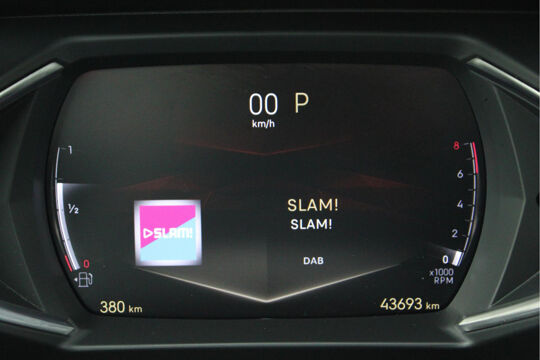 00 P
km/h
1
8
6
½
SLAM!
4
SLAM!
▷SLAM!
2
DAB
0
0
x1000
RPM
380 km
43693 km